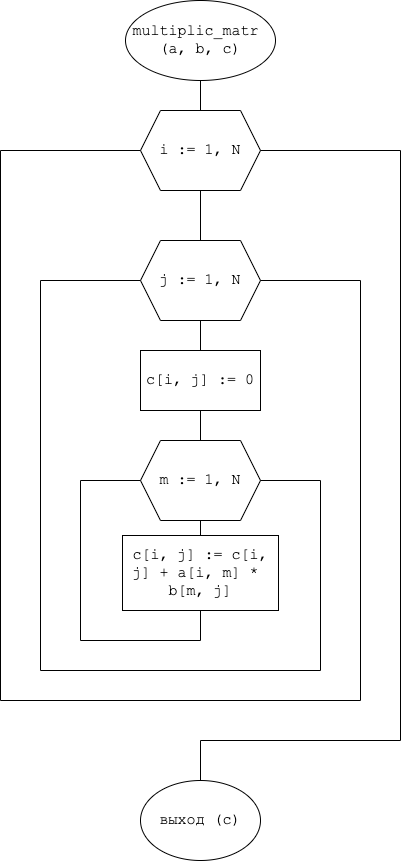 multiplic_matr
(a, b, c)
i := 1, N
j := 1, N
c[i, j] := 0
m := 1, N
c[i, j] := c[i,
j] + a[i, m] *
b[m, j]
выход (c)